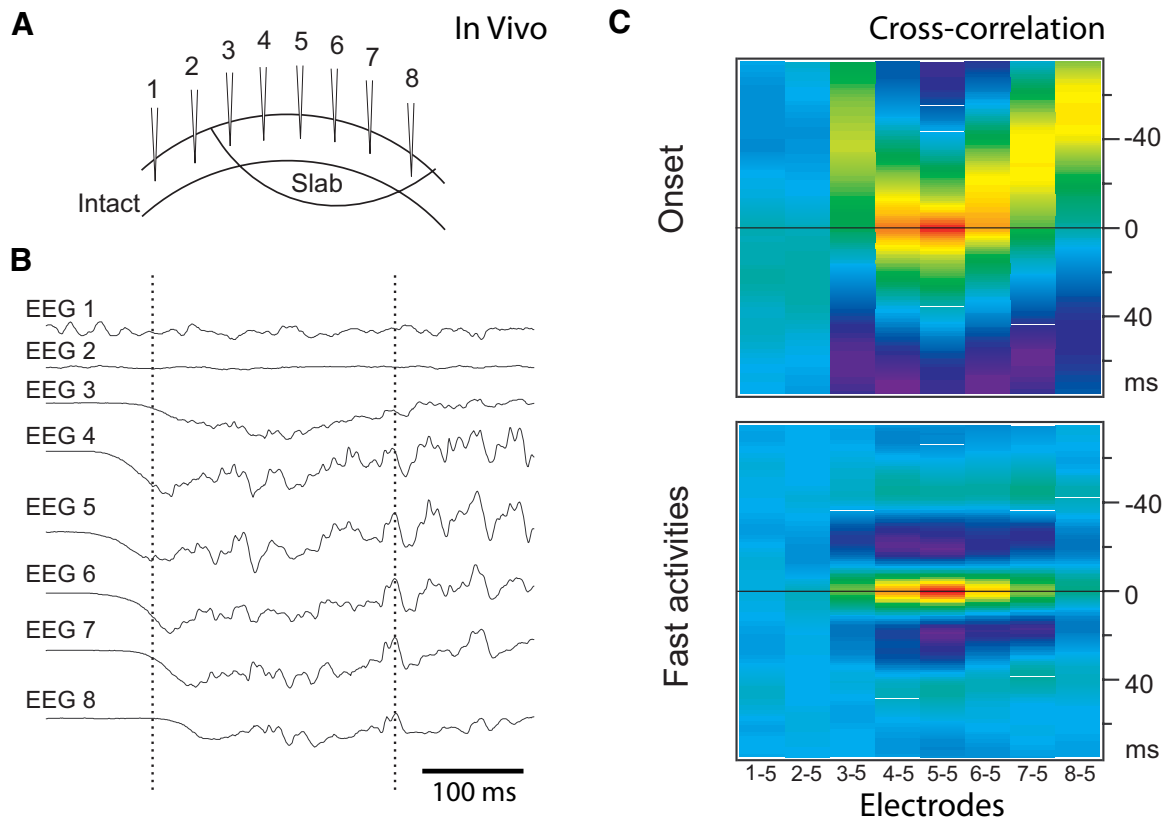 A
In Vivo
1
2
3
4
5
6
7
8
Intact
Slab
B
EEG 1
EEG 2
EEG 3
EEG 4
EEG 5
EEG 6
EEG 7
EEG 8
100 ms
C
Cross-correlation
Onset
-40
0
40
ms
Fast activities
-40
0
40
ms
1-5 2-5 3-5 4-5 5-5 6-5 7-5 8-5
Electrodes